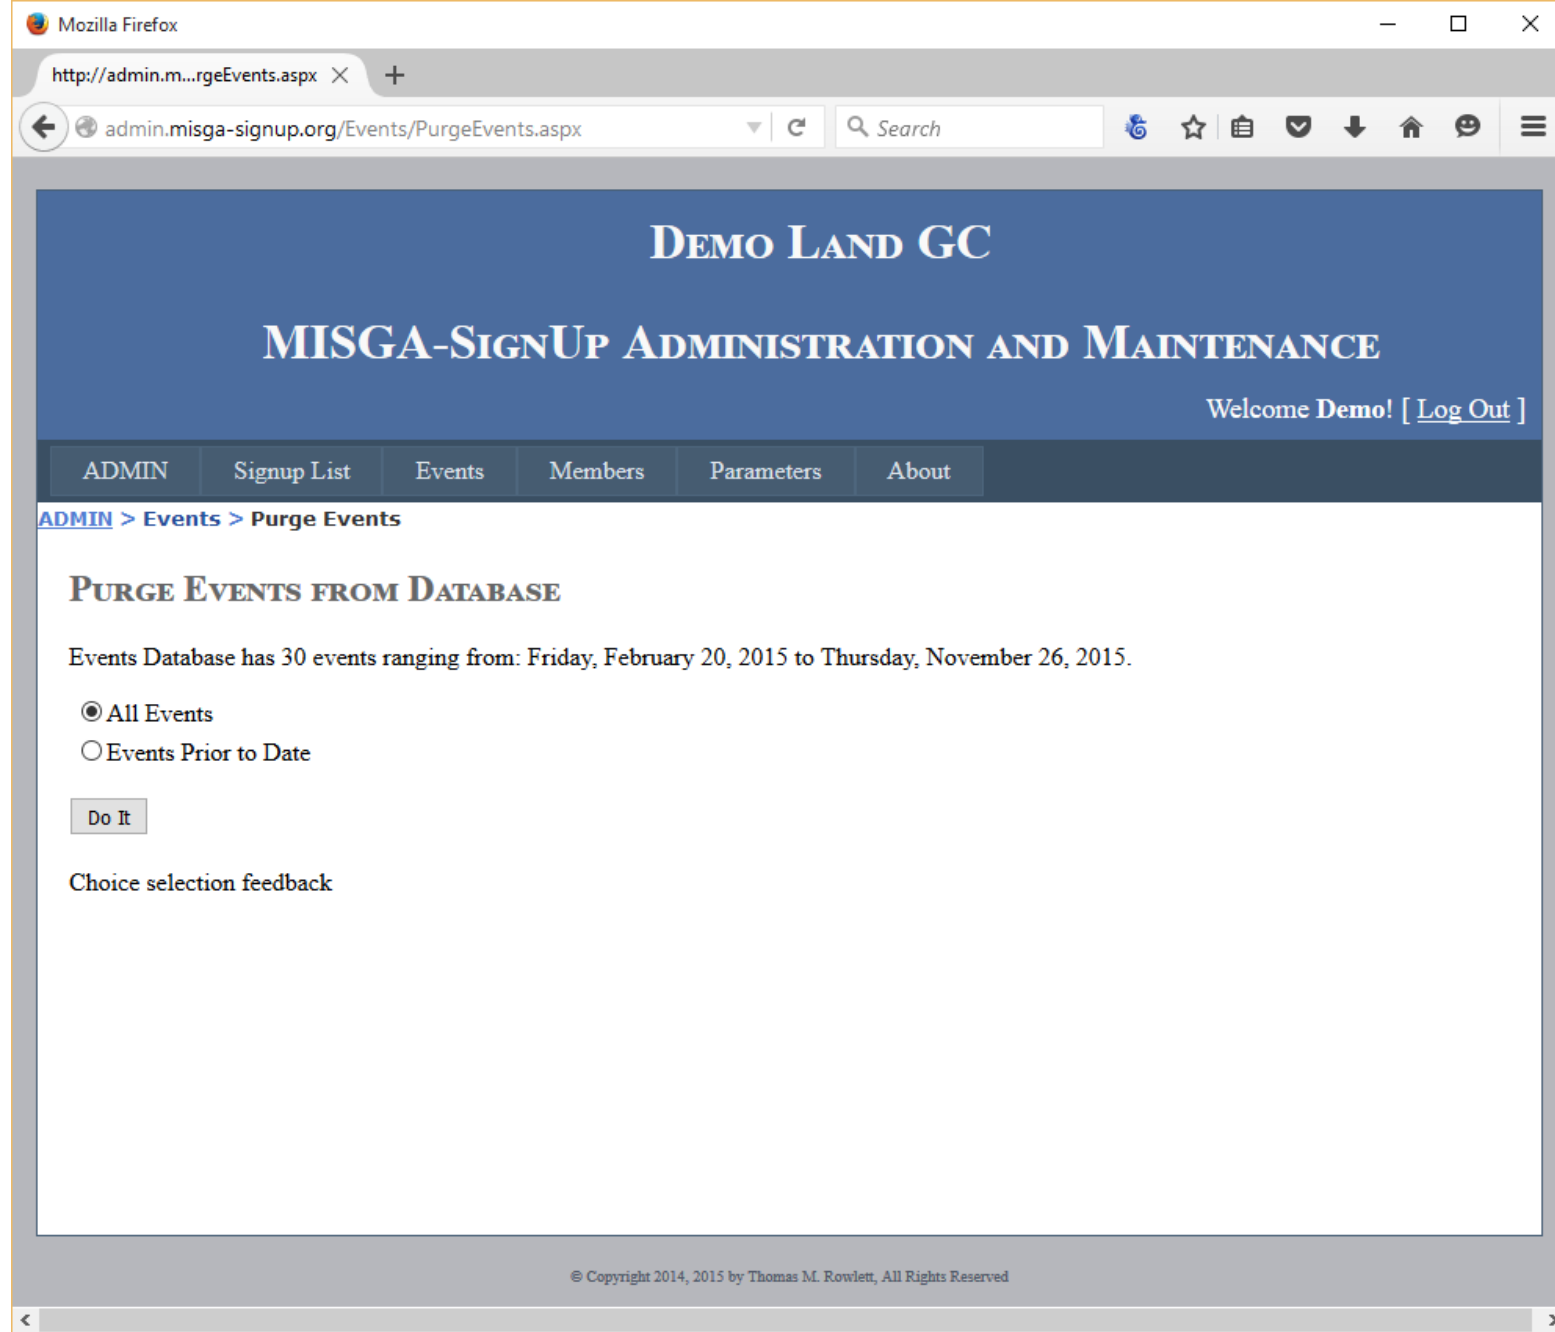 Mozilla Firefox
http://admin.m...rgeEvents.aspx
admin.misga-signup.org/Events/PurgeEvents.aspx
Search
Demo Land GC
MISGA-SignUp Administration and Maintenance
Welcome Demo! [ Log Out ]
ADMIN Signup List Events Members Parameters About
ADMIN > Events > Purge Events
Purge Events from Database
Events Database has 30 events ranging from: Friday, February 20, 2015 to Thursday, November 26, 2015.
All Events
Events Prior to Date
Do It
Choice selection feedback
© Copyright 2014, 2015 by Thomas M. Rowlett, All Rights Reserved